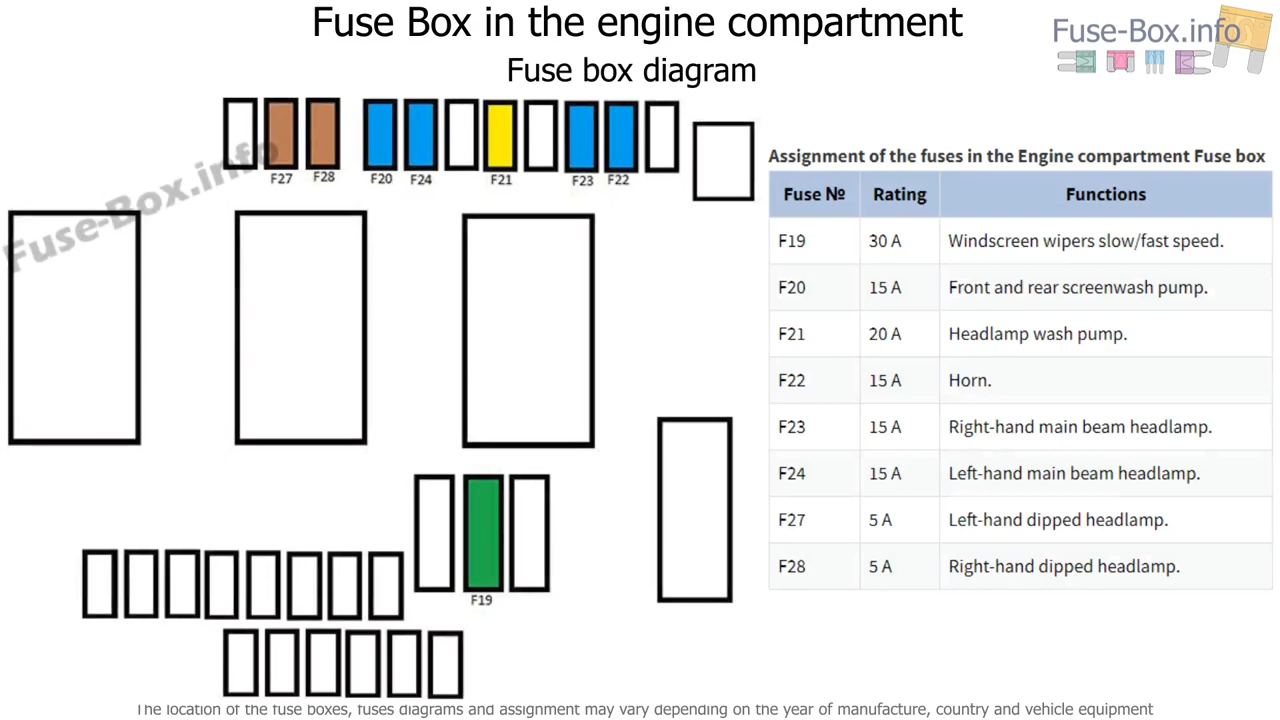 Fuse Box in the engine compartment
Fuse-Box.info
Fuse box diagram
Fuse-Box.info
F27 F28 F20 F24 F21 F23 F22
F19
Assignment of the fuses in the Engine compartment Fuse box
Fuse № Rating Functions
F19 30 A Windscreen wipers slow/fast speed.
F20 15 A Front and rear screenwash pump.
F21 20 A Headlamp wash pump.
F22 15 A Horn.
F23 15 A Right-hand main beam headlamp.
F24 15 A Left-hand main beam headlamp.
F27 5 A Left-hand dipped headlamp.
F28 5 A Right-hand dipped headlamp.
The location of the fuse boxes, fuses diagrams and assignment may vary depending on the year of manufacture, country and vehicle equipment